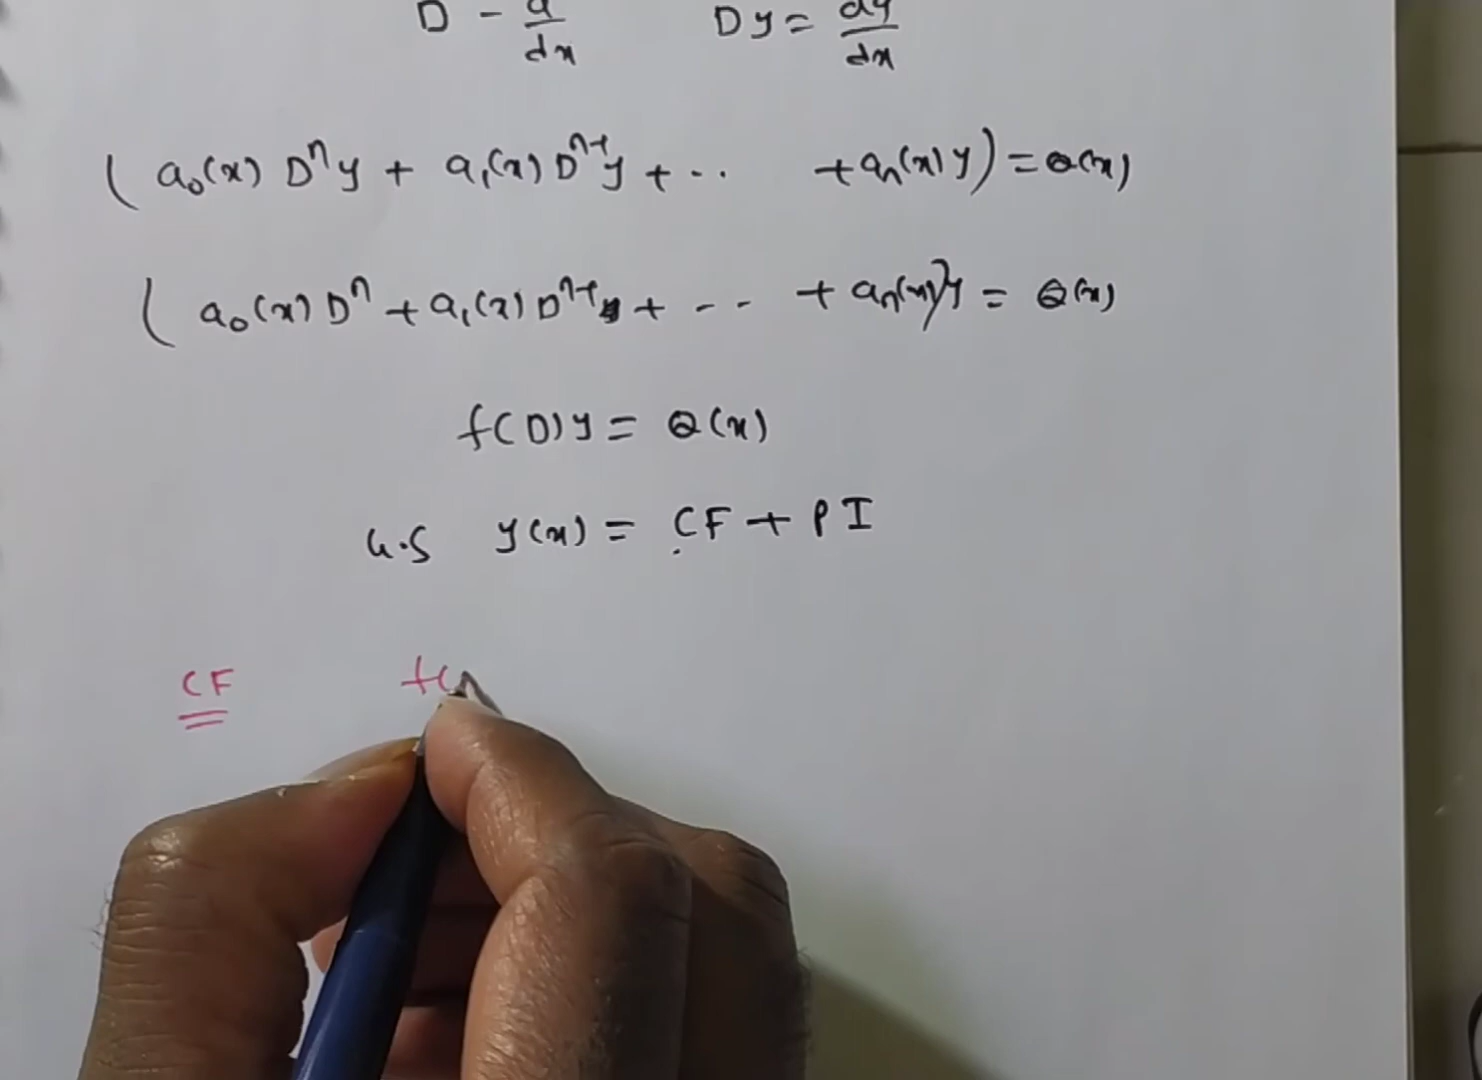 D - d/dx Dy = dy/dx
(a₀(x) Dⁿy + a₁(x) Dⁿ⁻¹y + .. + aₙ(x) y) = Q(x)
(a₀(x) Dⁿ + a₁(x) Dⁿ⁻¹ + - -- + aₙ(x)) y = Q(x)
f(D) y = Q(x)
G.S y(x) = CF + PI
CF f(